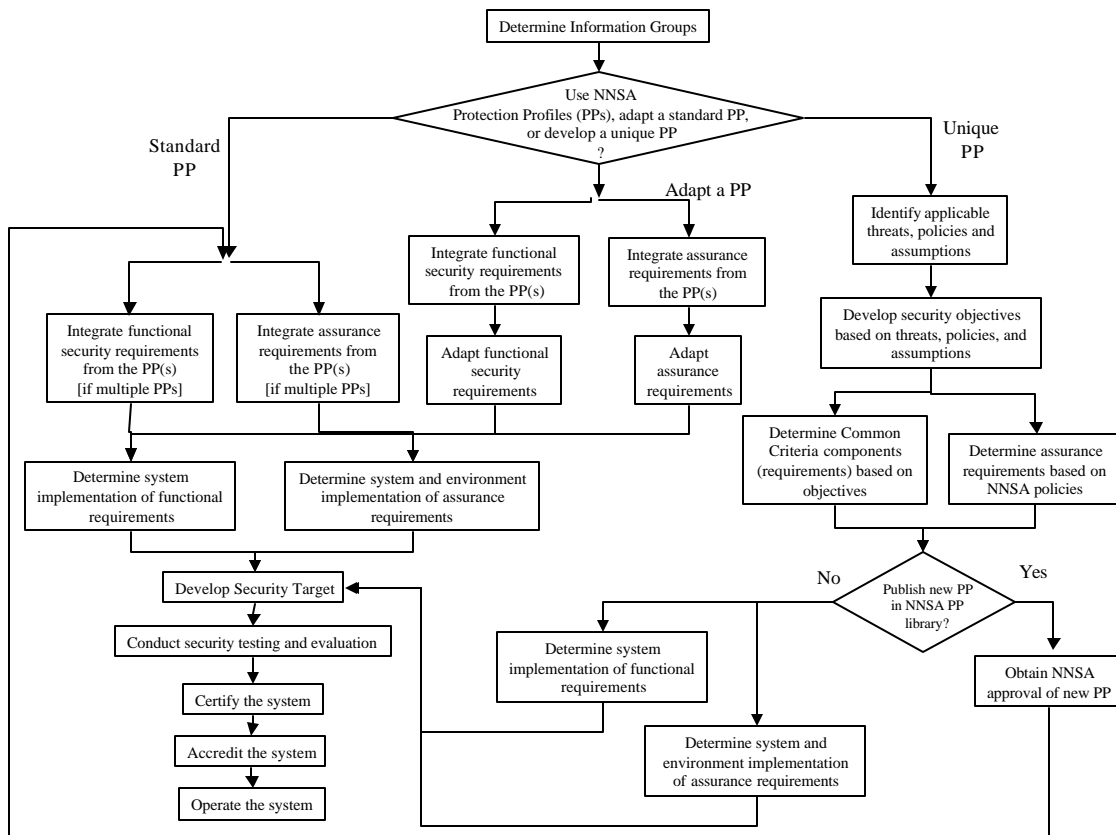 Determine Information Groups
Use NNSA
Protection Profiles (PPs), adapt a standard PP,
or develop a unique PP
?
Standard
PP
Unique
PP
Adapt a PP
Identify applicable
threats, policies and
assumptions
Integrate functional
security requirements
from the PP(s)
Integrate assurance
requirements from
the PP(s)
Integrate functional
security requirements
from the PP(s)
[if multiple PPs]
Integrate assurance
requirements from
the PP(s)
[if multiple PPs]
Adapt functional
security
requirements
Adapt
assurance
requirements
Develop security objectives
based on threats, policies, and
assumptions
Determine Common
Criteria components
(requirements) based on
objectives
Determine assurance
requirements based on
NNSA policies
Determine system
implementation of functional
requirements
Determine system and environment
implementation of assurance
requirements
Develop Security Target
No
Yes
Publish new PP
in NNSA PP
library?
Conduct security testing and evaluation
Determine system
implementation of functional
requirements
Obtain NNSA
approval of new PP
Certify the system
Accredit the system
Determine system and
environment implementation
of assurance requirements
Operate the system